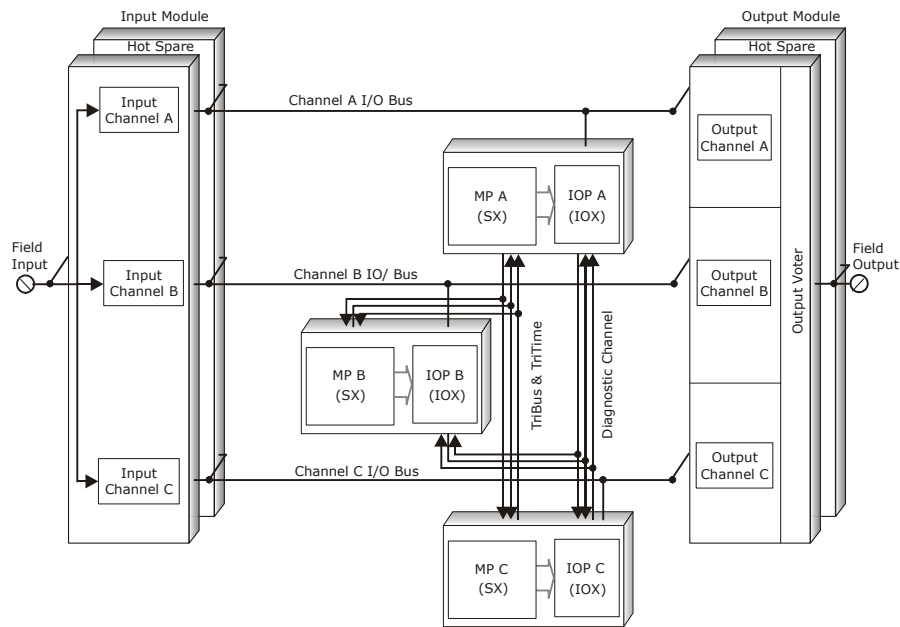 Input Module
Hot Spare
Output Module
Hot Spare
Input
Channel A
Channel A I/O Bus
Output
Channel A
MP A
(SX)
IOP A
(IOX)
Field
Input
Input
Channel B
Channel B IO/ Bus
Output
Channel B
Output Voter
Field
Output
MP B
(SX)
IOP B
(IOX)
TriBus & TriTime
Diagnostic Channel
Input
Channel C
Channel C I/O Bus
Output
Channel C
MP C
(SX)
IOP C
(IOX)